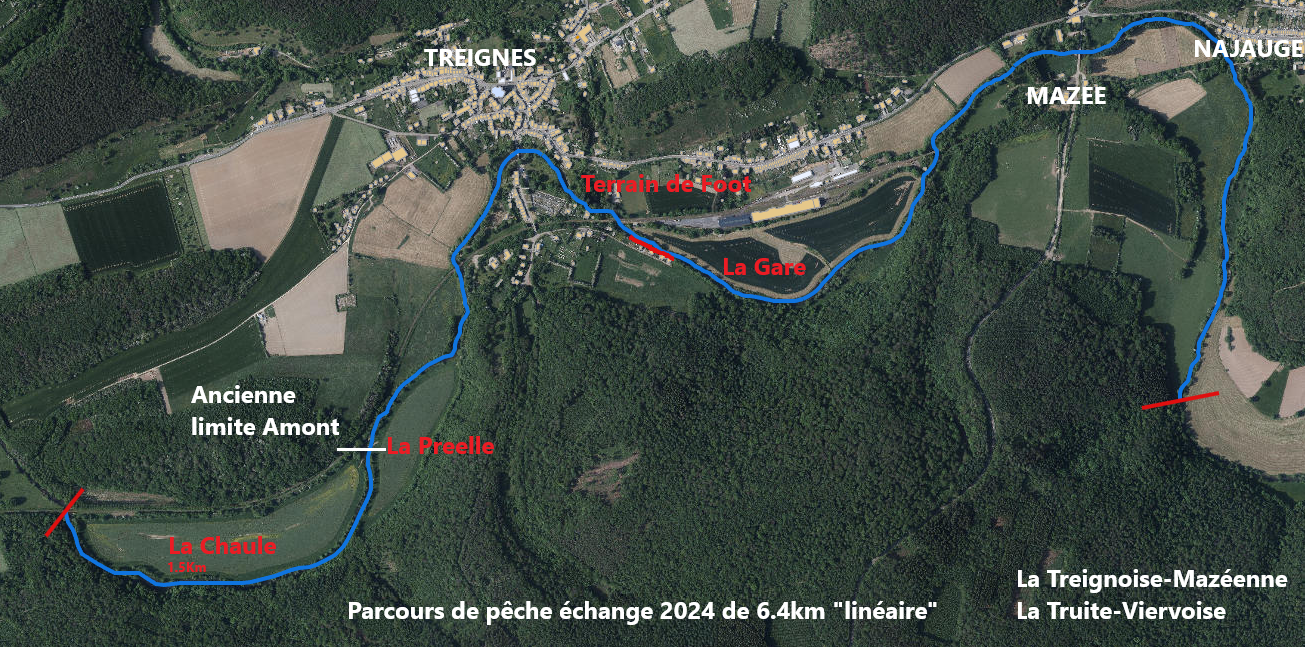 TREIGNES
NAJAUGE
MAZEE
Terrain de Foot
La Gare
Ancienne
limite Amont
La Preelle
La Chaule
1.5Km
Parcours de pêche échange 2024 de 6.4km "linéaire"
La Treignoise-Mazéenne
La Truite-Viervoise